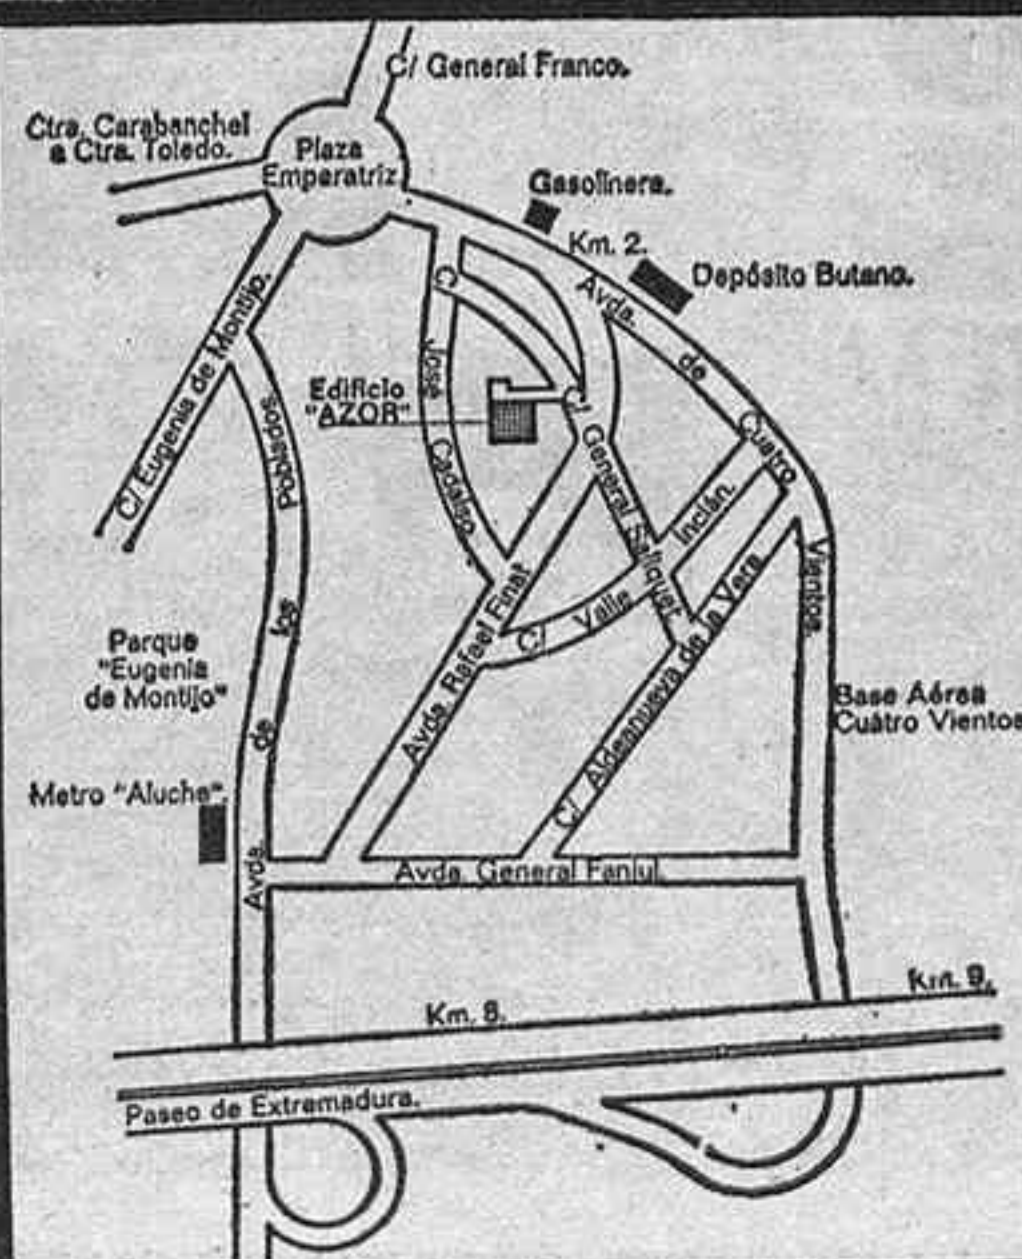 C/ General Franco.
Ctra. Carabanchel
a Ctra. Toledo.
Plaza
Emperatriz
Gasolinera.
Km. 2.
Depósito Butano.
Avda. de Cuatro Vientos.
C/ Eugenia de Montijo.
C. José Cadalso.
Edificio
"AZOR"
C/ General Saliquet.
Avda. de los Poblados.
C/ Valle Inclán.
Avda. Rafael Finat
C/ Aldeanueva de la Vera
Parque
"Eugenia
de Montijo"
Base Aérea
Cuátro Vientos
Metro "Aluche".
Avda. General Fanjul.
Km. 8.
Km. 9.
Paseo de Extremadura.